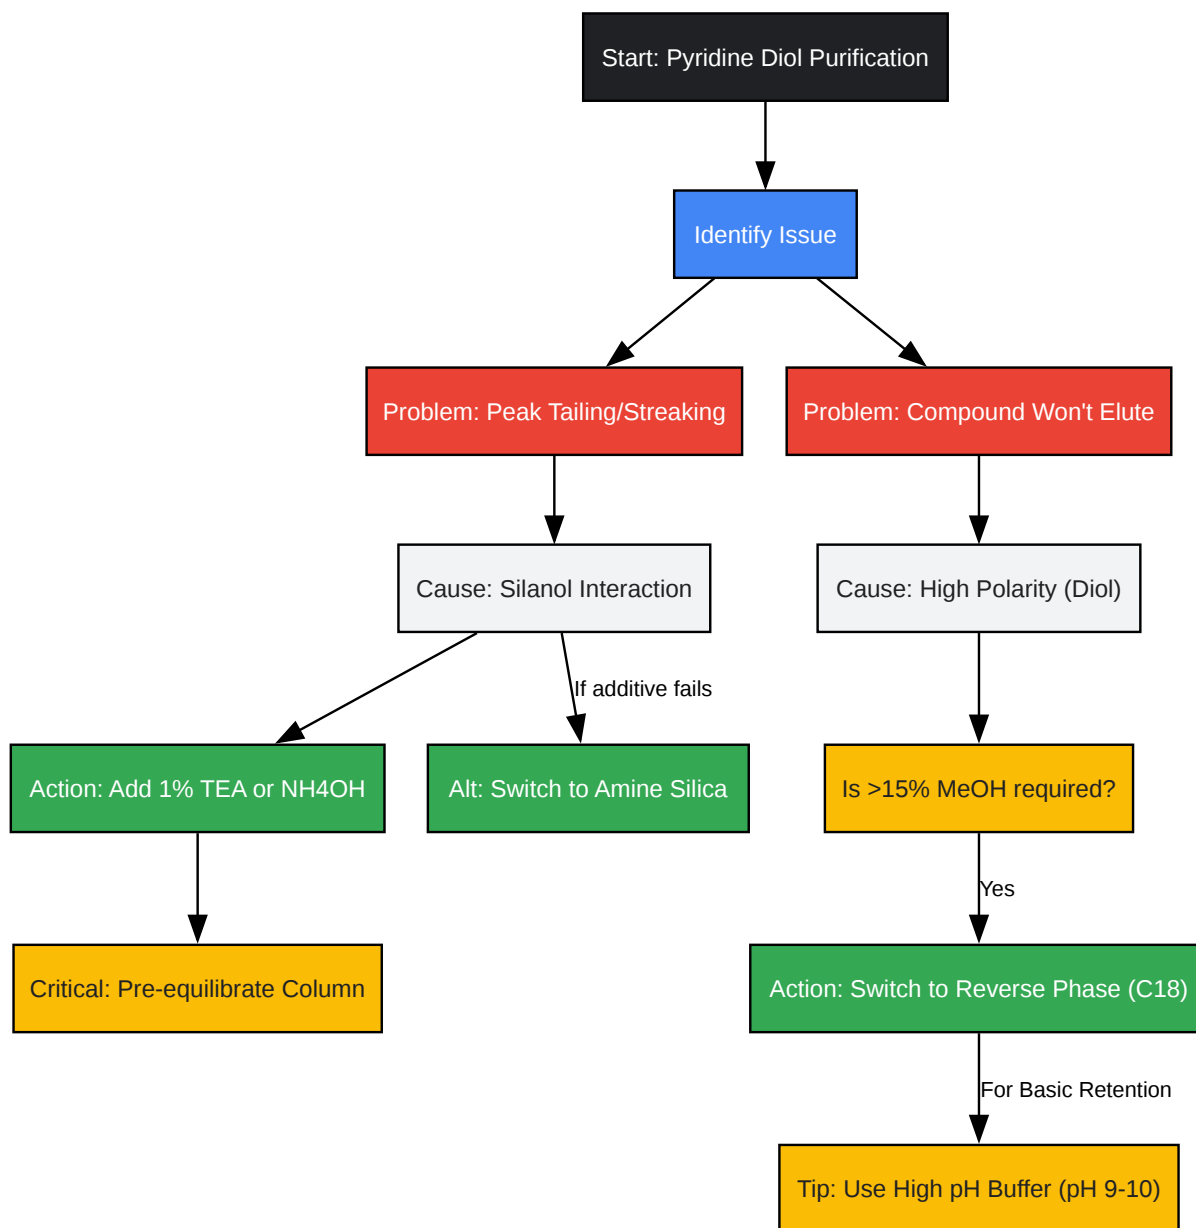 Start: Pyridine Diol Purification
Identify Issue
Problem: Peak Tailing/Streaking
Problem: Compound Won't Elute
Cause: Silanol Interaction
Cause: High Polarity (Diol)
If additive fails
Action: Add 1% TEA or NH4OH
Alt: Switch to Amine Silica
Is >15% MeOH required?
Yes
Critical: Pre-equilibrate Column
Action: Switch to Reverse Phase (C18)
For Basic Retention
Tip: Use High pH Buffer (pH 9-10)